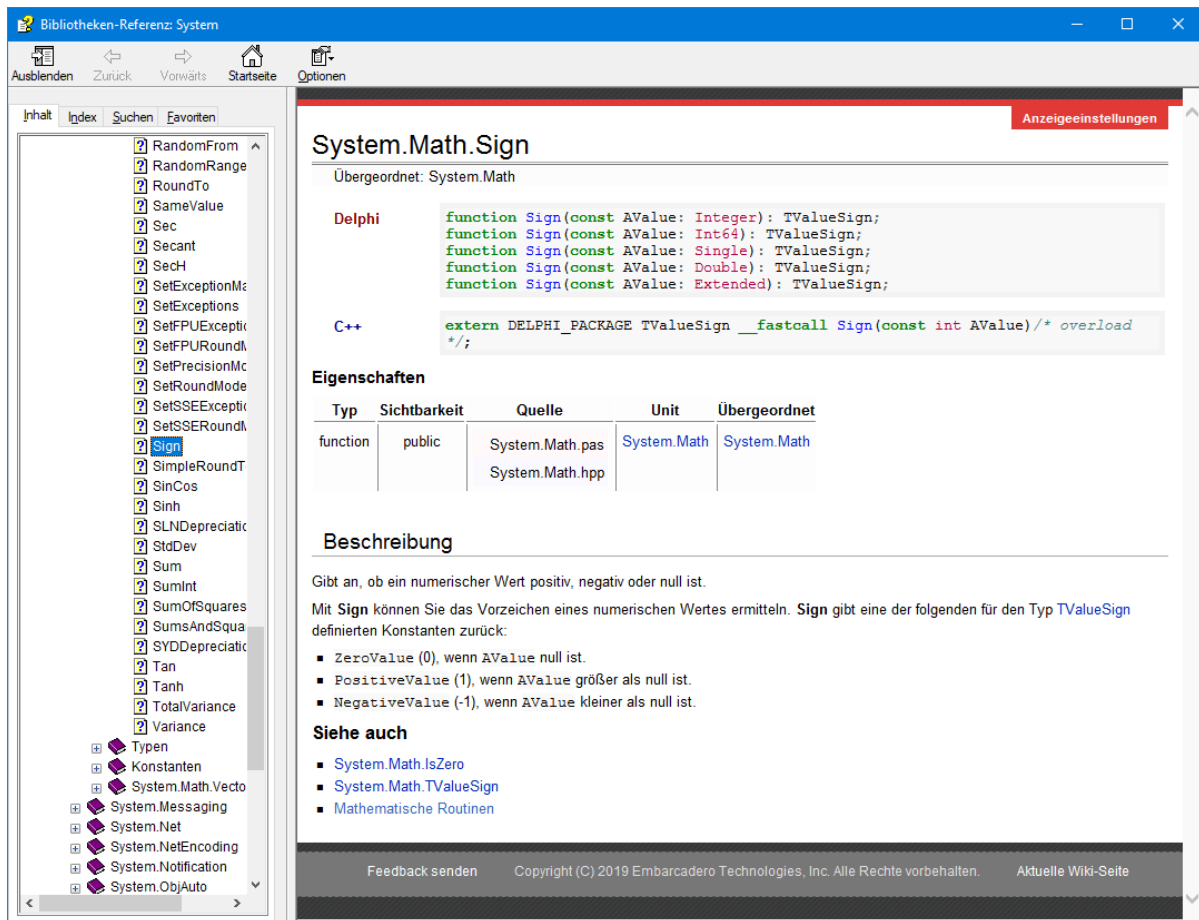 Bibliotheken-Referenz: System
Ausblenden Zurück Vorwärts Startseite Optionen
Inhalt Index Suchen Favoriten
RandomFrom
RandomRange
RoundTo
SameValue
Sec
Secant
SecH
SetExceptionMa
SetExceptions
SetFPUExceptic
SetFPURoundM
SetPrecisionMo
SetRoundMode
SetSSEExceptic
SetSSERoundM
Sign
SimpleRoundT
SinCos
Sinh
SLNDepreciatic
StdDev
Sum
SumInt
SumOfSquares
SumsAndSqua
SYDDepreciatic
Tan
Tanh
TotalVariance
Variance
Typen
Konstanten
System.Math.Vecto
System.Messaging
System.Net
System.NetEncoding
System.Notification
System.ObjAuto
Anzeigeeinstellungen
System.Math.Sign
Übergeordnet: System.Math
Delphi
function Sign(const AValue: Integer): TValueSign;
function Sign(const AValue: Int64): TValueSign;
function Sign(const AValue: Single): TValueSign;
function Sign(const AValue: Double): TValueSign;
function Sign(const AValue: Extended): TValueSign;
C++
extern DELPHI_PACKAGE TValueSign __fastcall Sign(const int AValue)/* overload
*/;
Eigenschaften
Typ Sichtbarkeit Quelle Unit Übergeordnet
function public System.Math.pas System.Math System.Math
System.Math.hpp
Beschreibung
Gibt an, ob ein numerischer Wert positiv, negativ oder null ist.
Mit Sign können Sie das Vorzeichen eines numerischen Wertes ermitteln. Sign gibt eine der folgenden für den Typ TValueSign
definierten Konstanten zurück:
ZeroValue (0), wenn AValue null ist.
PositiveValue (1), wenn AValue größer als null ist.
NegativeValue (-1), wenn AValue kleiner als null ist.
Siehe auch
System.Math.IsZero
System.Math.TValueSign
Mathematische Routinen
Feedback senden Copyright (C) 2019 Embarcadero Technologies, Inc. Alle Rechte vorbehalten. Aktuelle Wiki-Seite